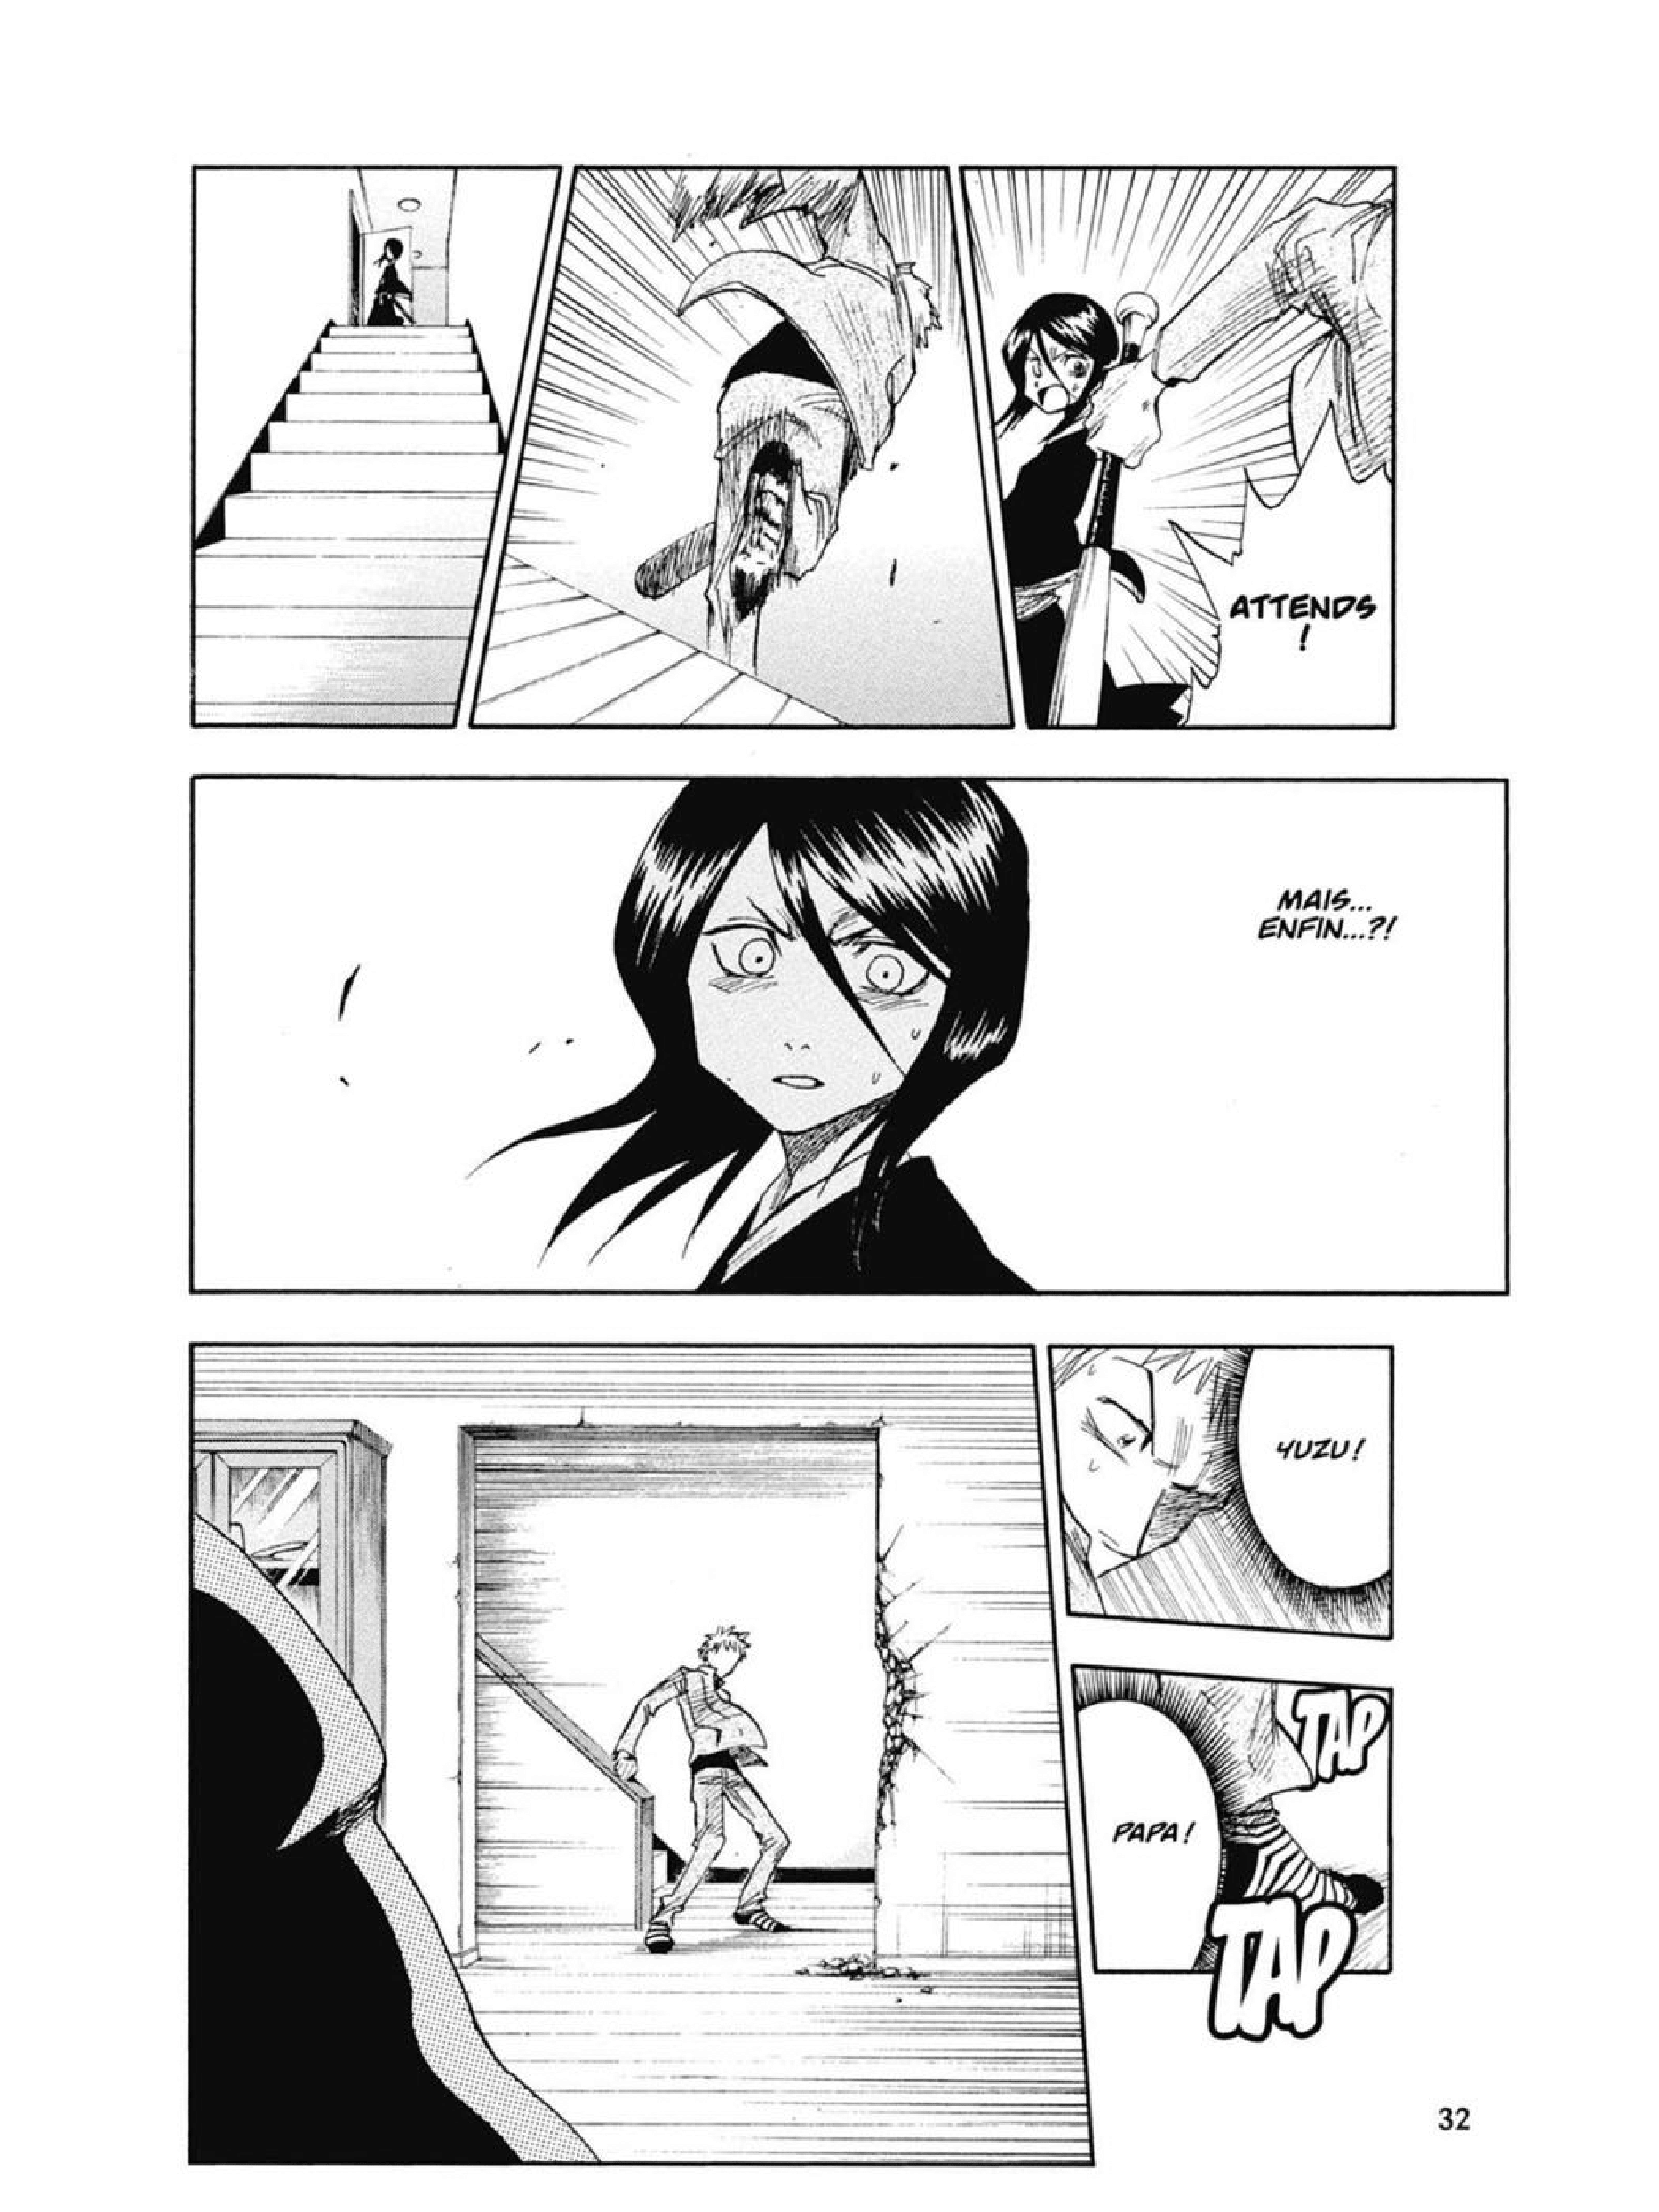 ATTENDS
!
MAIS...
ENFIN...?!
YUZU!
TAP
PAPA!
TAP
32